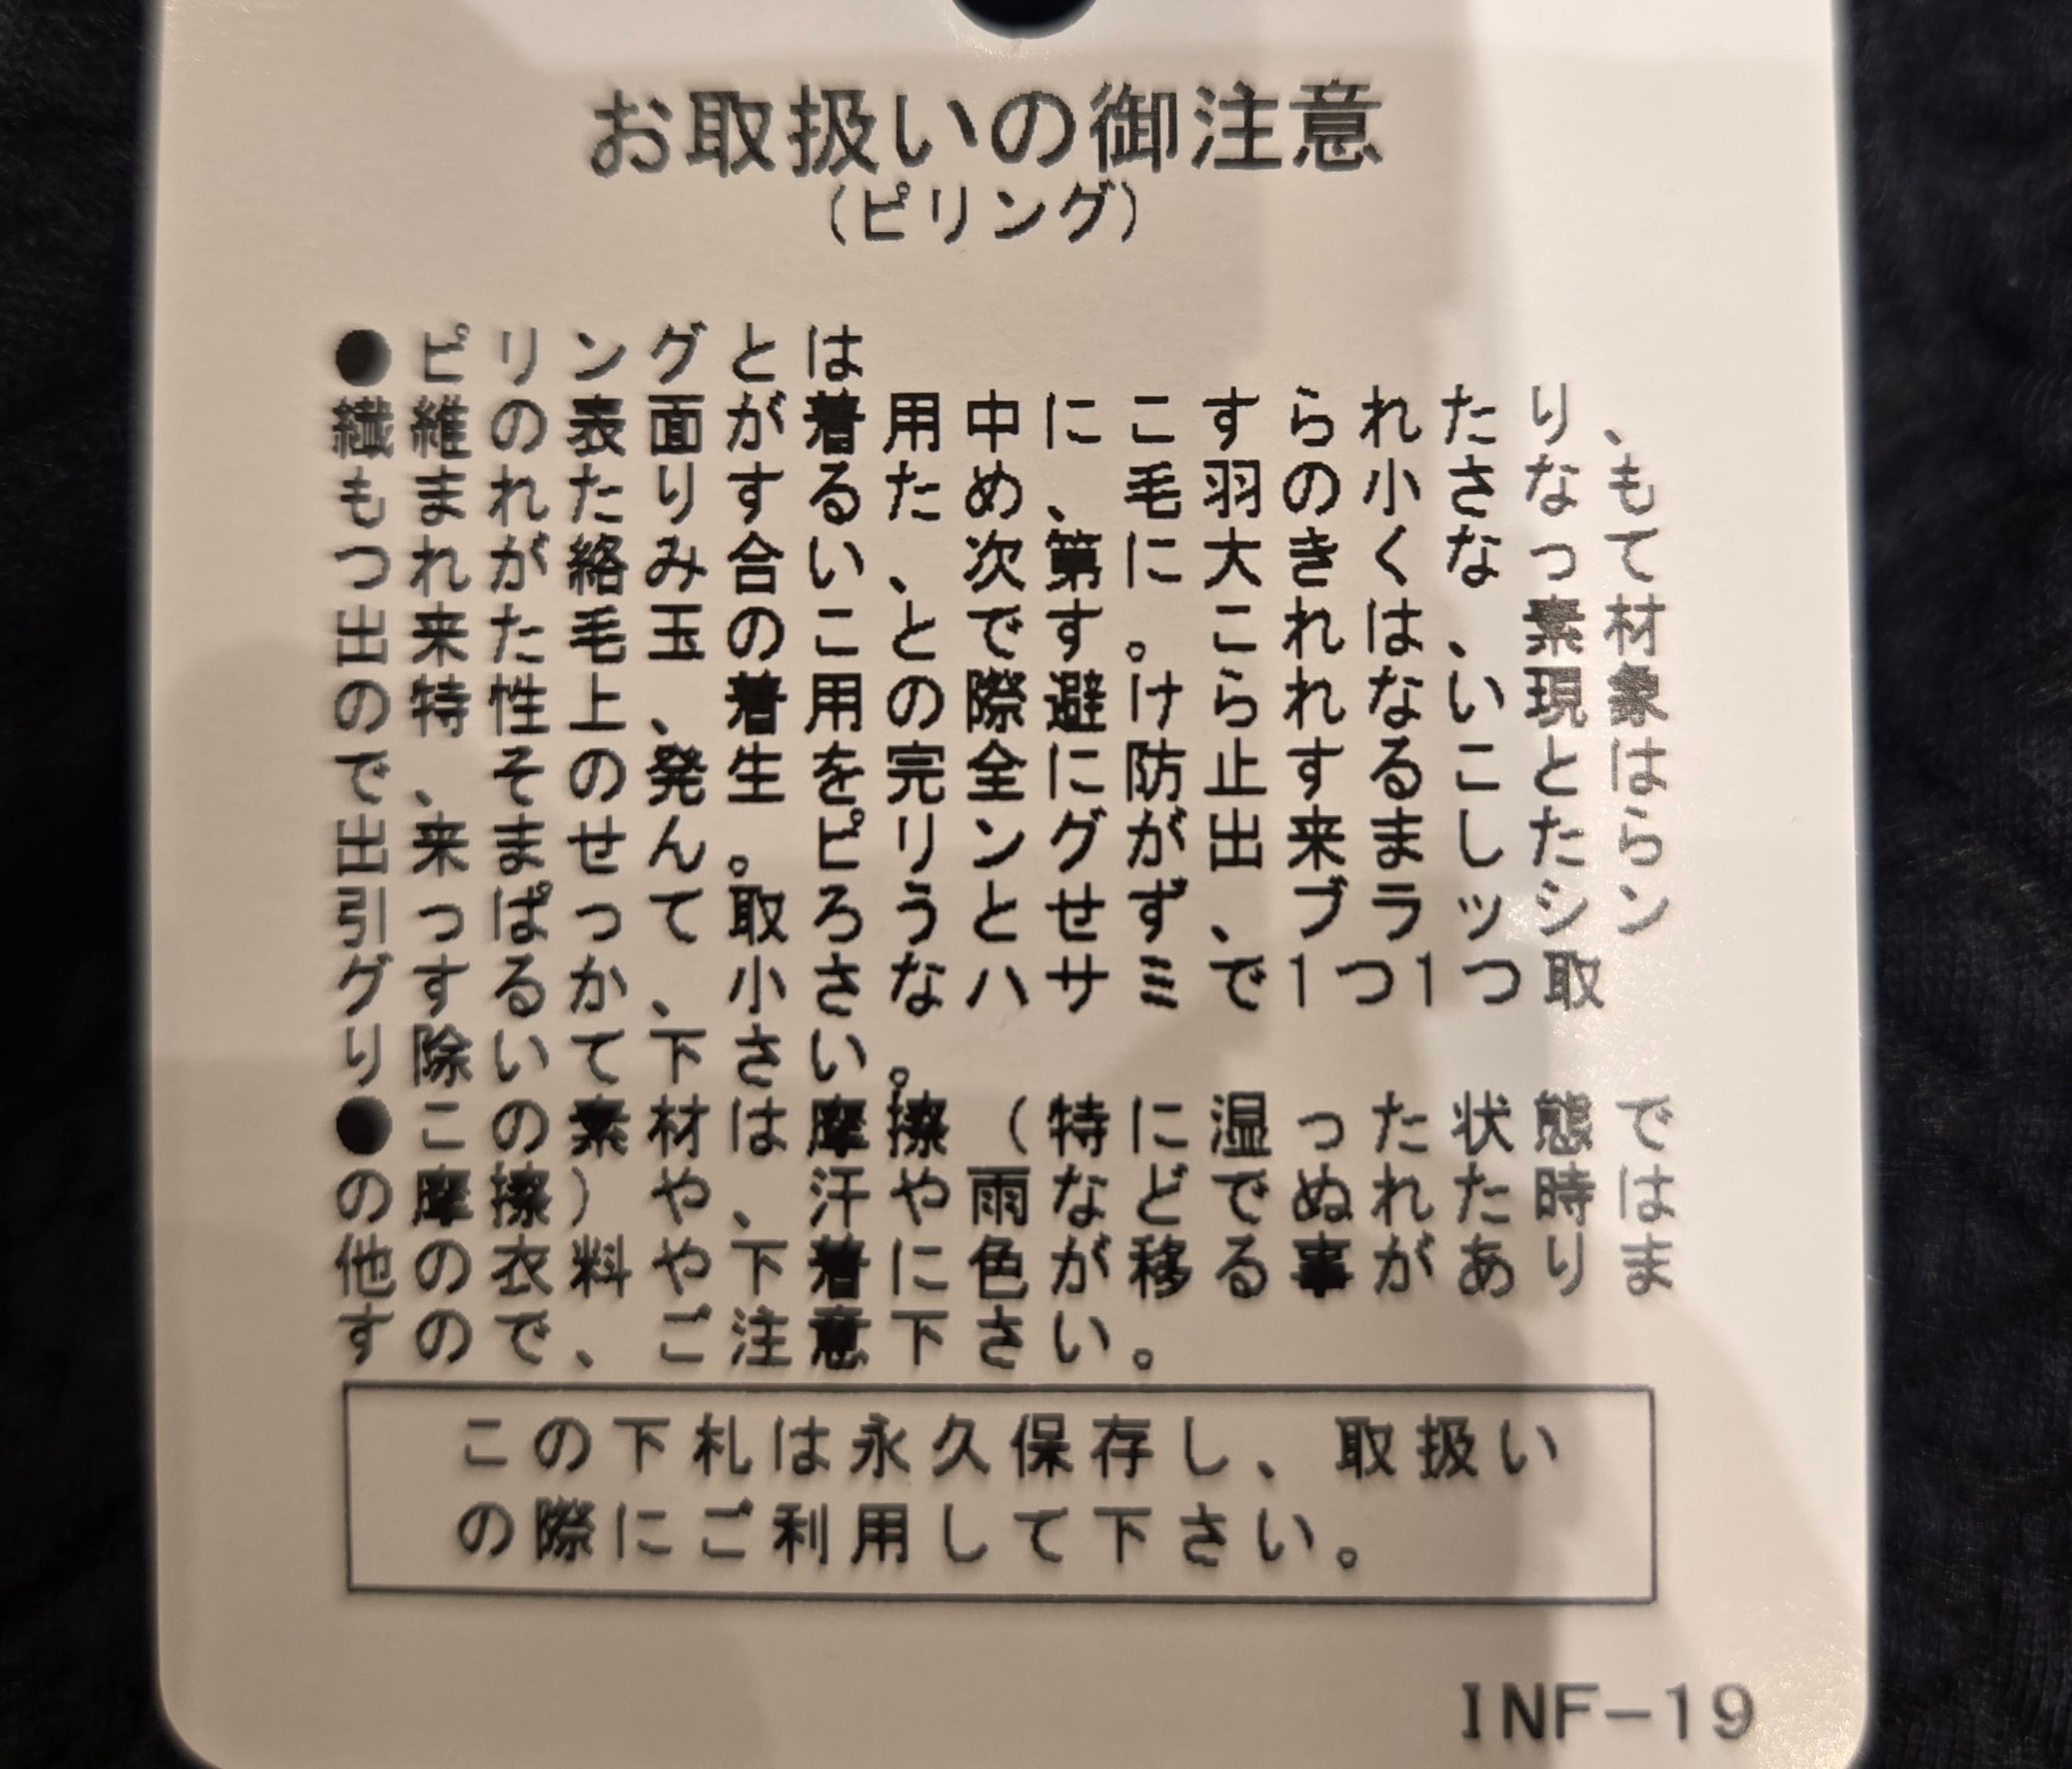 お取扱いの御注意
(ピリング)
●ピリングとは
繊維の表面が着用中にこすられたり、
もまれたりするため、毛羽の小さなも
つれが絡み合い、次第に大きくなって
出来た毛玉のことです。これは、素材
の特性上、着用の際避けられない現象
で、その発生を完全に防止することは
出来ません。ピリングが出来ましたら
引っぱって取ろうとせず、ブラッシン
グするか、小さなハサミで1つ1つ取
り除いて下さい。
●この素材は摩擦(特に湿った状態で
の摩擦)や、汗や雨などでぬれた時は
他の衣料や下着に色が移る事がありま
すので、ご注意下さい。
この下札は永久保存し、取扱い
の際にご利用して下さい。
INF-19